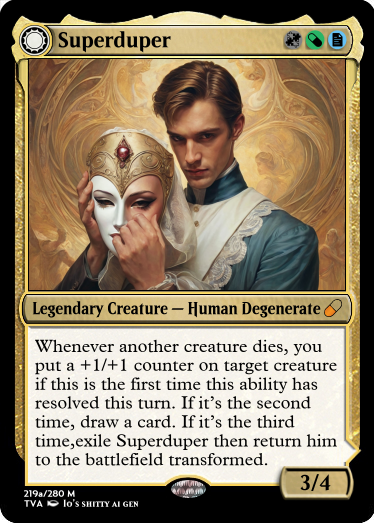 Superduper
Legendary Creature — Human Degenerate
Whenever another creature dies, you
put a +1/+1 counter on target creature
if this is the first time this ability has
resolved this turn. If it's the second
time, draw a card. If it's the third
time,exile Superduper then return him
to the battlefield transformed.
3/4
219a/280 M
TVA Io's shitty ai gen